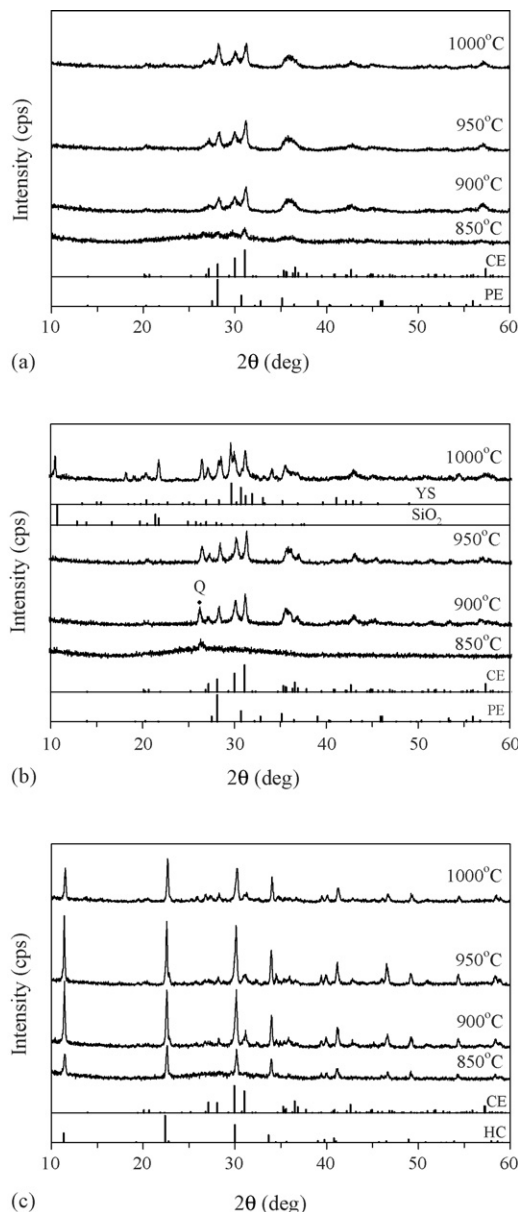 1000°C
950°C
900°C
850°C
CE
PE
Intensity (cps)
10 20 30 40 50 60
(a) 2θ (deg)
1000°C
YS
SiO₂
950°C
Q
900°C
850°C
CE
PE
Intensity (cps)
10 20 30 40 50 60
(b) 2θ (deg)
1000°C
950°C
900°C
850°C
CE
HC
Intensity (cps)
10 20 30 40 50 60
(c) 2θ (deg)